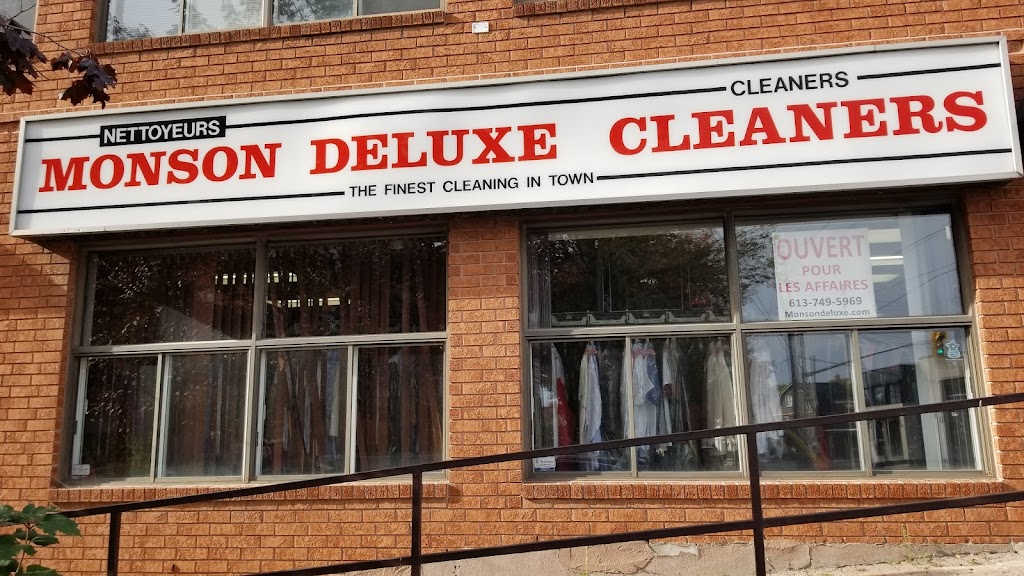 NETTOYEURS
CLEANERS
MONSON DELUXE CLEANERS
THE FINEST CLEANING IN TOWN
OUVERT
POUR
LES AFFAIRES
613-749-5969
Monsondeluxe.com